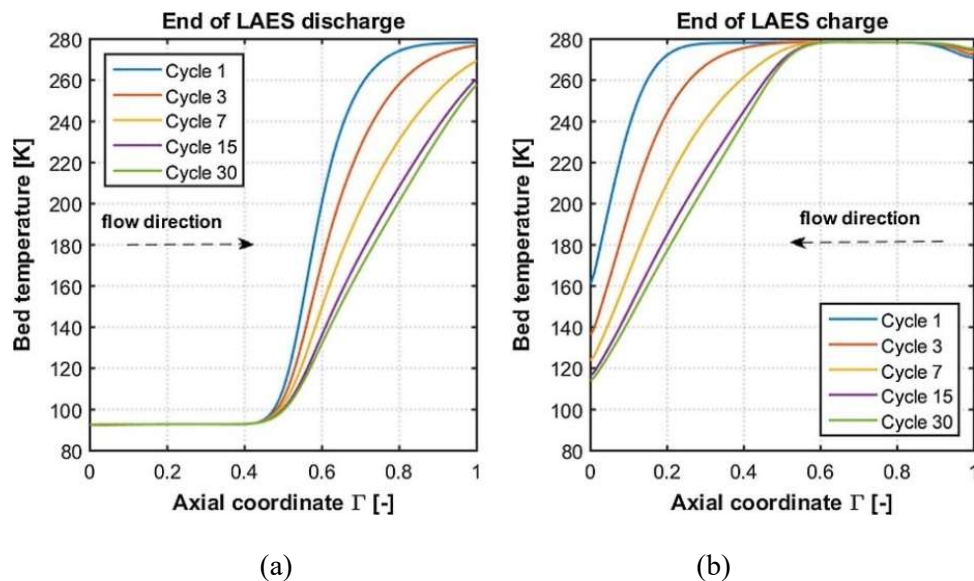 End of LAES discharge
280
260
240
220
200
180
160
140
120
100
80
Bed temperature [K]
Cycle 1
Cycle 3
Cycle 7
Cycle 15
Cycle 30
flow direction
0 0.2 0.4 0.6 0.8 1
Axial coordinate Γ [-]
(a)
End of LAES charge
280
260
240
220
200
180
160
140
120
100
80
Bed temperature [K]
flow direction
Cycle 1
Cycle 3
Cycle 7
Cycle 15
Cycle 30
0 0.2 0.4 0.6 0.8 1
Axial coordinate Γ [-]
(b)